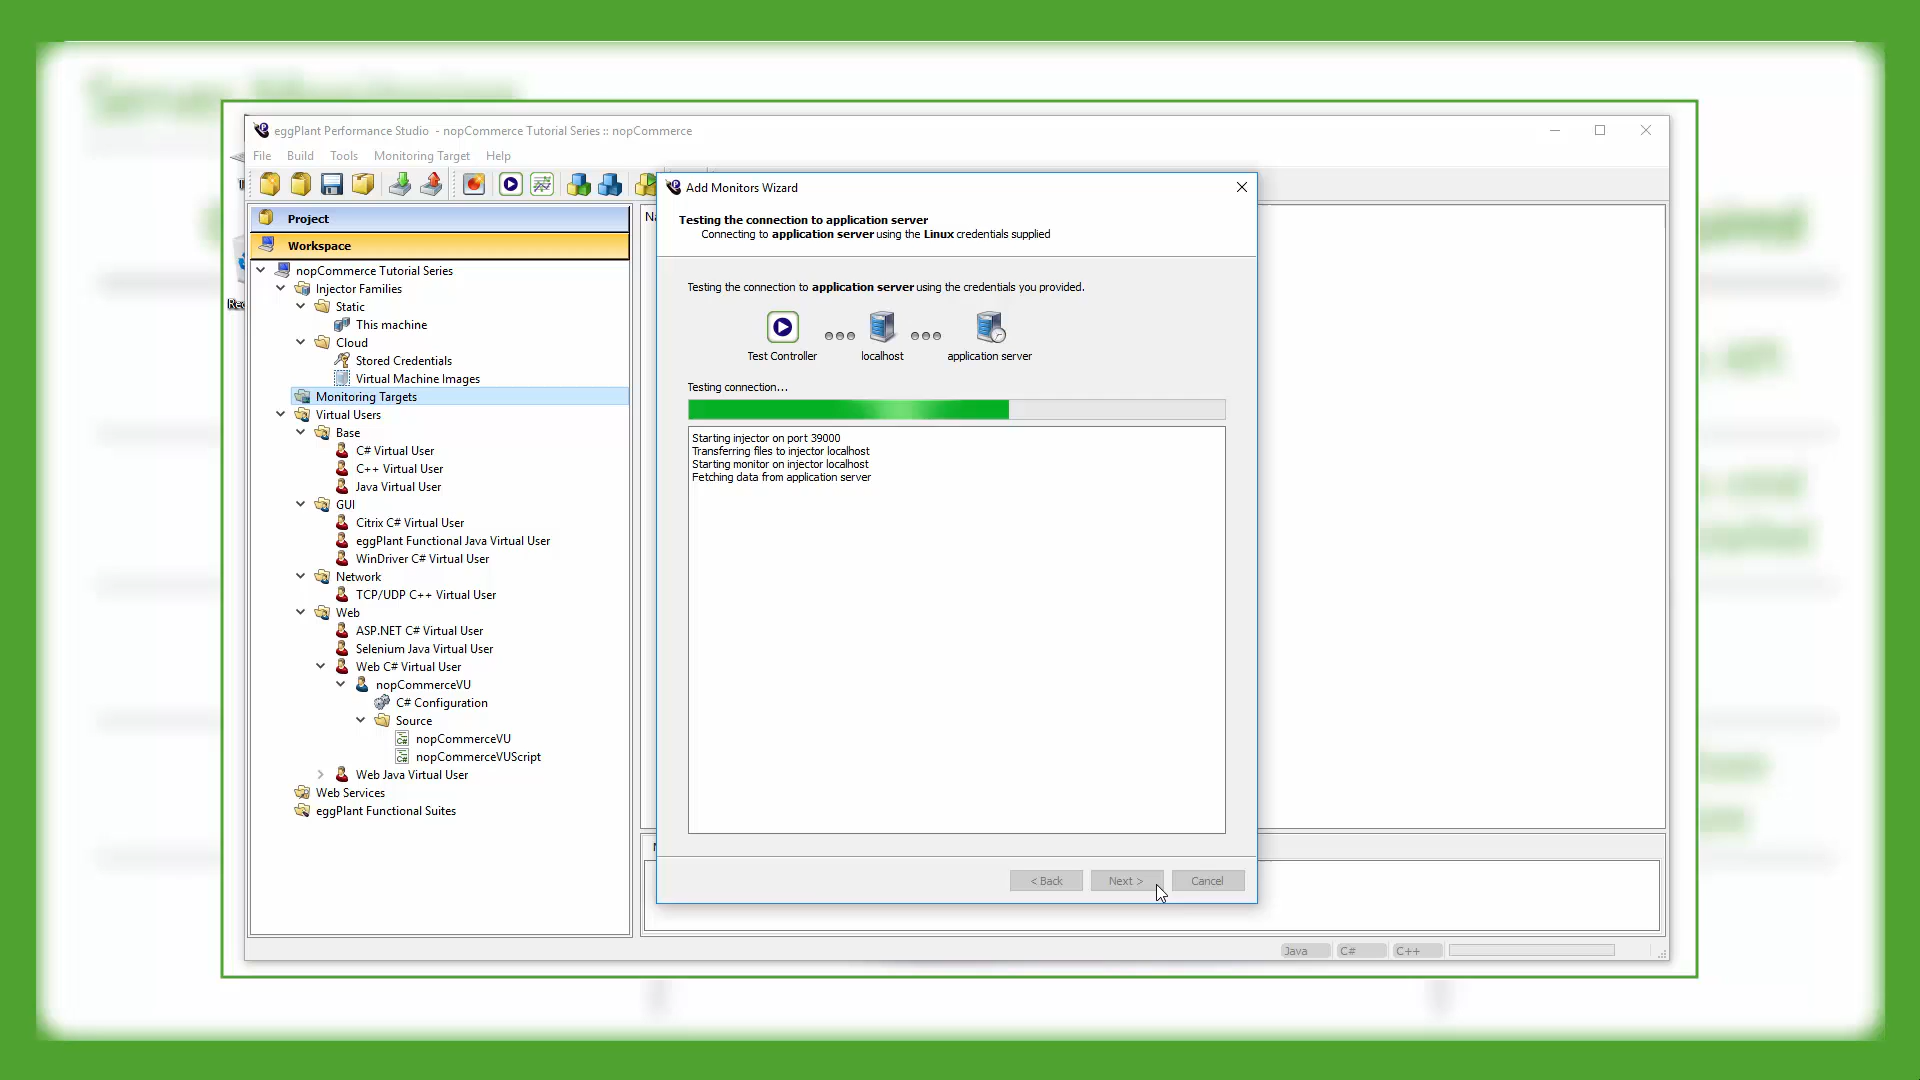 eggPlant Performance Studio - nopCommerce Tutorial Series :: nopCommerce
File Build Tools Monitoring Target Help
Project
Workspace
nopCommerce Tutorial Series
Injector Families
Static
This machine
Cloud
Stored Credentials
Virtual Machine Images
Monitoring Targets
Virtual Users
Base
C# Virtual User
C++ Virtual User
Java Virtual User
GUI
Citrix C# Virtual User
eggPlant Functional Java Virtual User
WinDriver C# Virtual User
Network
TCP/UDP C++ Virtual User
Web
ASP.NET C# Virtual User
Selenium Java Virtual User
Web C# Virtual User
nopCommerceVU
C# Configuration
Source
nopCommerceVU
nopCommerceVUScript
Web Java Virtual User
Web Services
eggPlant Functional Suites
Add Monitors Wizard
Testing the connection to application server
Connecting to application server using the Linux credentials supplied
Testing the connection to application server using the credentials you provided.
Test Controller localhost application server
Testing connection...
Starting injector on port 39000
Transferring files to injector localhost
Starting monitor on injector localhost
Fetching data from application server
< Back Next > Cancel
Java C# C++